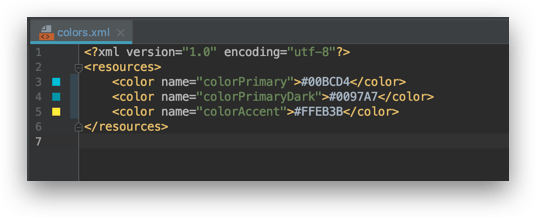 colors.xml
1 <?xml version="1.0" encoding="utf-8"?>
2 <resources>
3 <color name="colorPrimary">#00BCD4</color>
4 <color name="colorPrimaryDark">#0097A7</color>
5 <color name="colorAccent">#FFEB3B</color>
6 </resources>
7